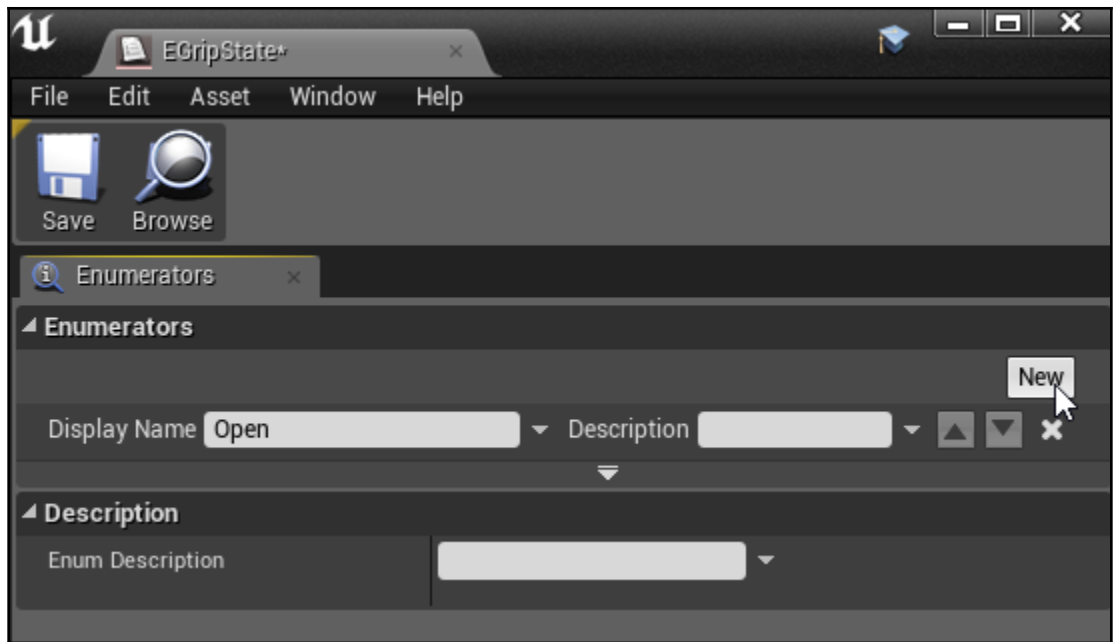 EGripState*
File Edit Asset Window Help
Save Browse
Enumerators
Enumerators
New
Display Name Open Description
Description
Enum Description